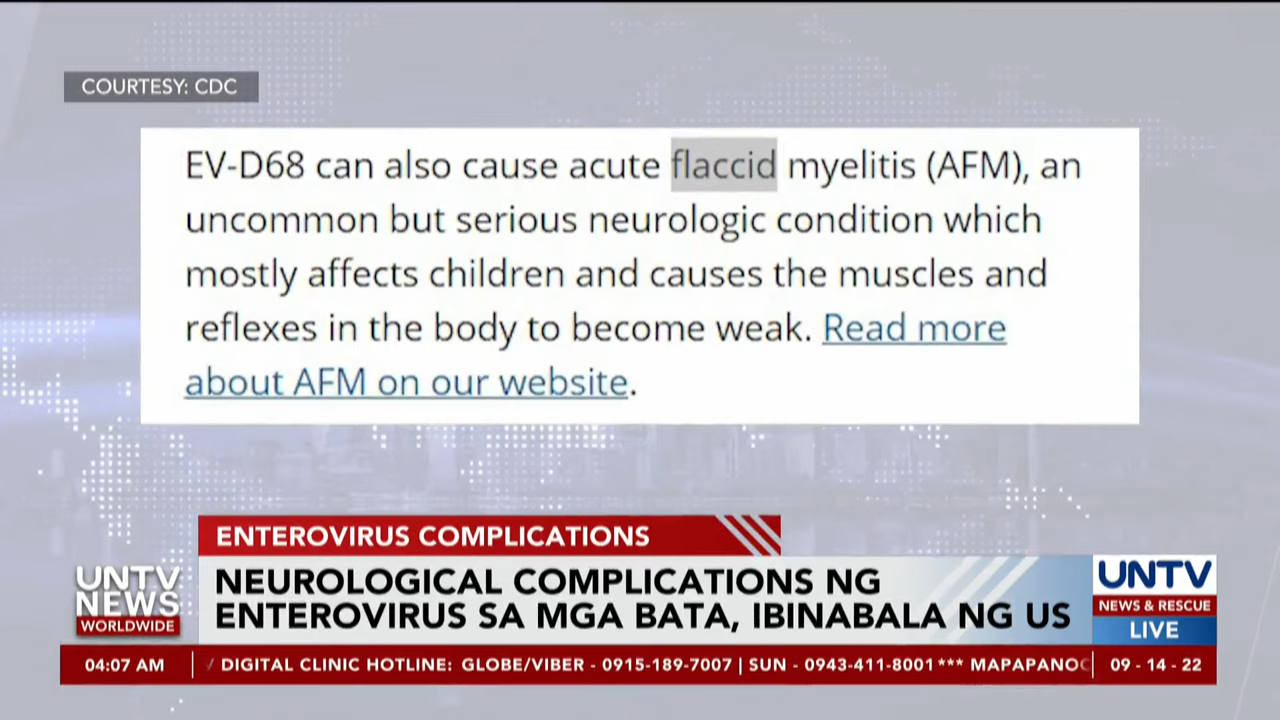 COURTESY: CDC
EV-D68 can also cause acute flaccid myelitis (AFM), an
uncommon but serious neurologic condition which
mostly affects children and causes the muscles and
reflexes in the body to become weak. Read more
about AFM on our website.
ENTEROVIRUS COMPLICATIONS
NEUROLOGICAL COMPLICATIONS NG
ENTEROVIRUS SA MGA BATA, IBINABALA NG US
UNTV
NEWS
WORLDWIDE
UNTV
NEWS & RESCUE
LIVE
04:07 AM
DIGITAL CLINIC HOTLINE: GLOBE/VIBER - 0915-189-7007 | SUN - 0943-411-8001 *** MAPAPANO
09 - 14 - 22